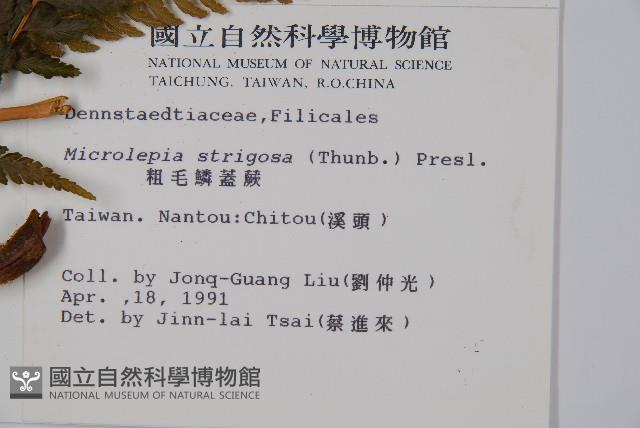 國立自然科學博物館
NATIONAL MUSEUM OF NATURAL SCIENCE
TAICHUNG, TAIWAN, R.O.CHINA
Dennstaedtiaceae,Filicales
Microlepia strigosa (Thunb.) Presl.
粗毛鱗蓋蕨
Taiwan. Nantou:Chitou(溪頭)
Coll. by Jonq-Guang Liu(劉仲光)
Apr. ,18, 1991
Det. by Jinn-lai Tsai(蔡進來)
國立自然科學博物館
NATIONAL MUSEUM OF NATURAL SCIENCE